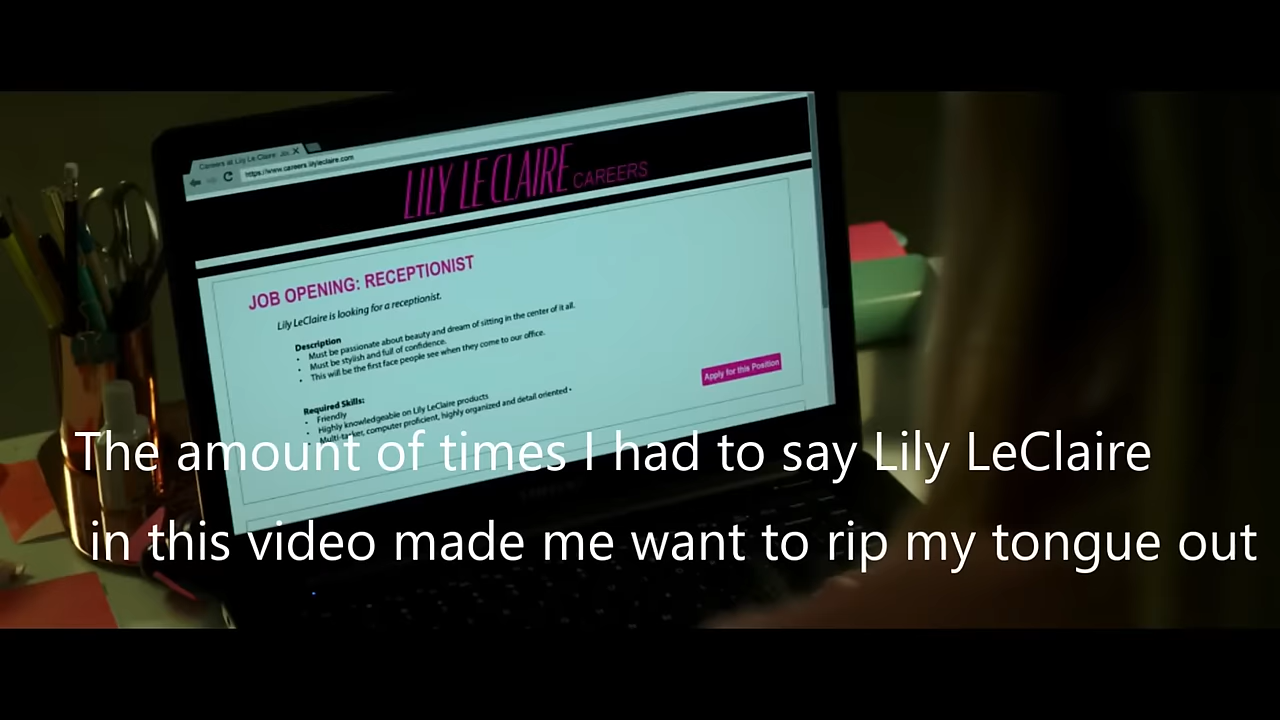 Careers at Lily Le Claire
https://www.careers.lilyleclaire.com
LILY LE CLAIRE CAREERS
JOB OPENING: RECEPTIONIST
Lily LeClaire is looking for a receptionist.
Description
• Must be passionate about beauty and dream of sitting in the center of it all.
• Must be stylish and full of confidence.
• This will be the first face people see when they come to our office.
Apply for this Position
Required Skills:
• Friendly
• Highly knowledgeable on Lily LeClaire products
• Multi-tasker, computer proficient, highly organized and detail oriented •
The amount of times I had to say Lily LeClaire
in this video made me want to rip my tongue out